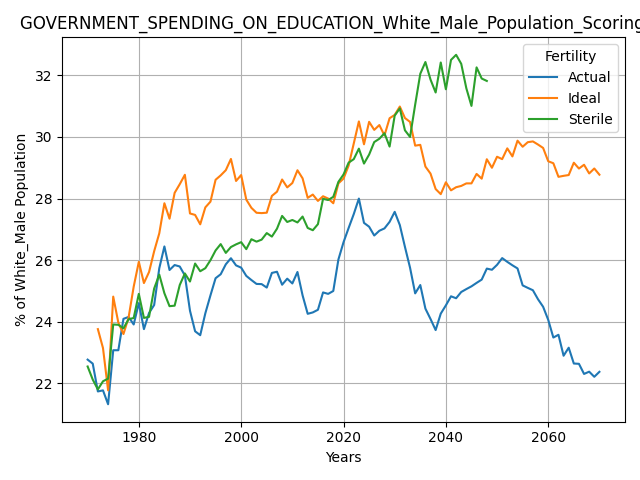 GOVERNMENT_SPENDING_ON_EDUCATION_White_Male_Population_Scoring
% of White_Male Population
32
30
28
26
24
22
Fertility
Actual
Ideal
Sterile
1980
2000
2020
2040
2060
Years